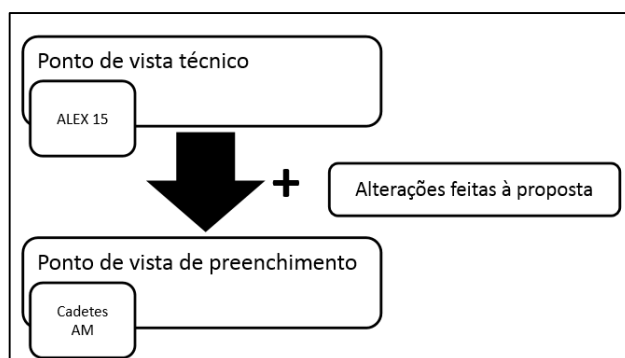 Ponto de vista técnico
ALEX 15
+
Alterações feitas à proposta
Ponto de vista de preenchimento
Cadetes
AM